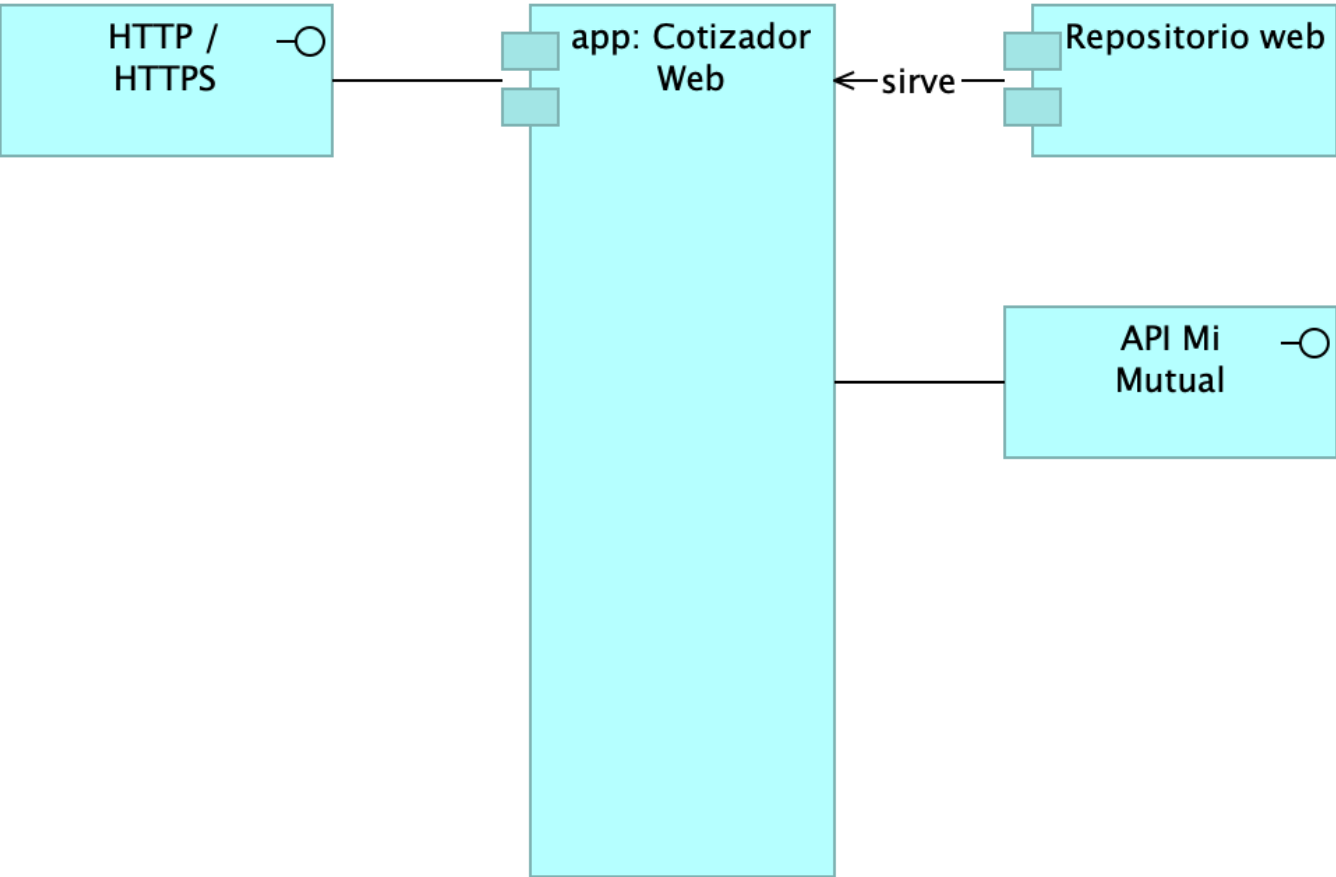 HTTP /
HTTPS
app: Cotizador
Web
sirve
Repositorio web
API Mi
Mutual